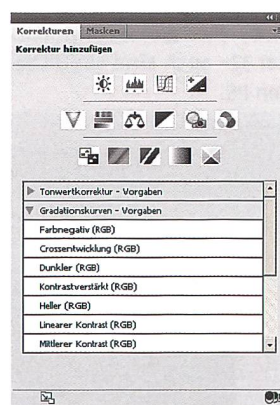 Korrekturen Masken
Korrektur hinzufügen
Tonwertkorrektur - Vorgaben
Gradationskurven - Vorgaben
Farbnegativ (RGB)
Crossentwicklung (RGB)
Dunkler (RGB)
Kontrastverstärkt (RGB)
Heller (RGB)
Linearer Kontrast (RGB)
Mittlerer Kontrast (RGB)